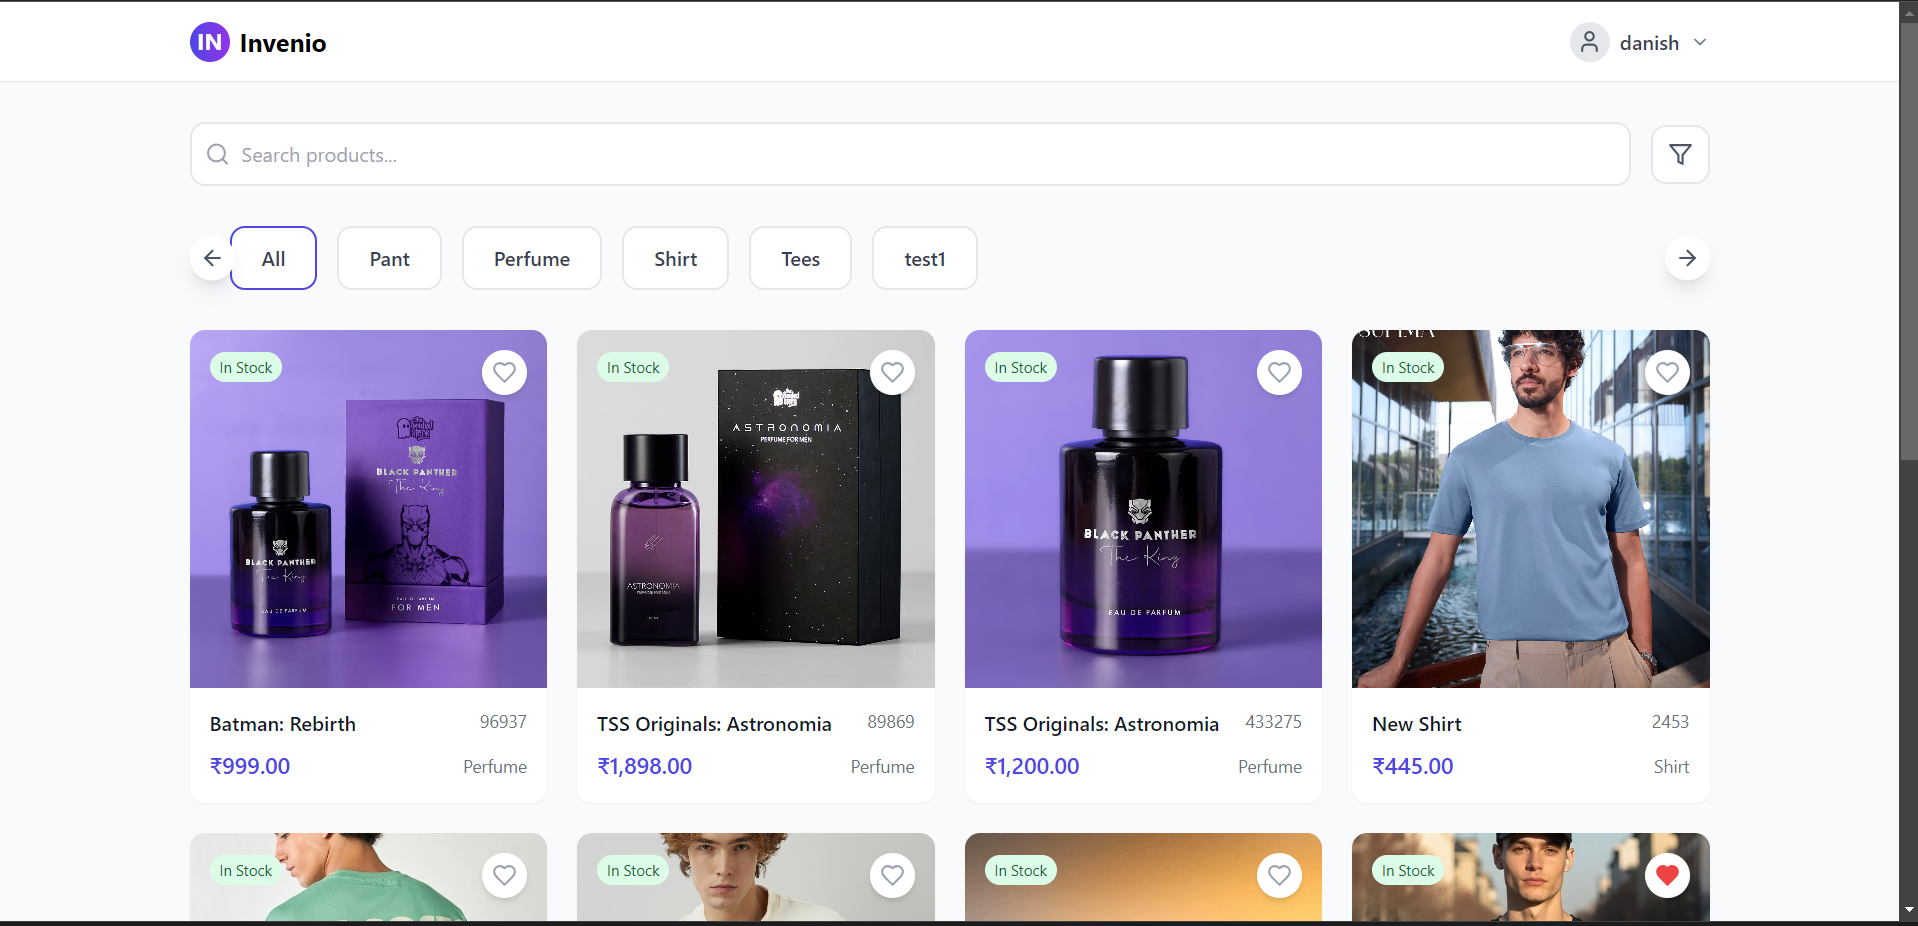 IN Invenio
danish
Search products...
All
Pant
Perfume
Shirt
Tees
test1
In Stock
BLACK PANTHER
The King
FOR MEN
BLACK PANTHER
The King
EAU DE PARFUM
In Stock
ASTRONOMIA
PERFUME FOR MEN
ASTRONOMIA
PERFUME FOR MEN
In Stock
BLACK PANTHER
The King
EAU DE PARFUM
In Stock
Batman: Rebirth
96937
₹999.00
Perfume
TSS Originals: Astronomia
89869
₹1,898.00
Perfume
TSS Originals: Astronomia
433275
₹1,200.00
Perfume
New Shirt
2453
₹445.00
Shirt
In Stock
In Stock
In Stock
In Stock